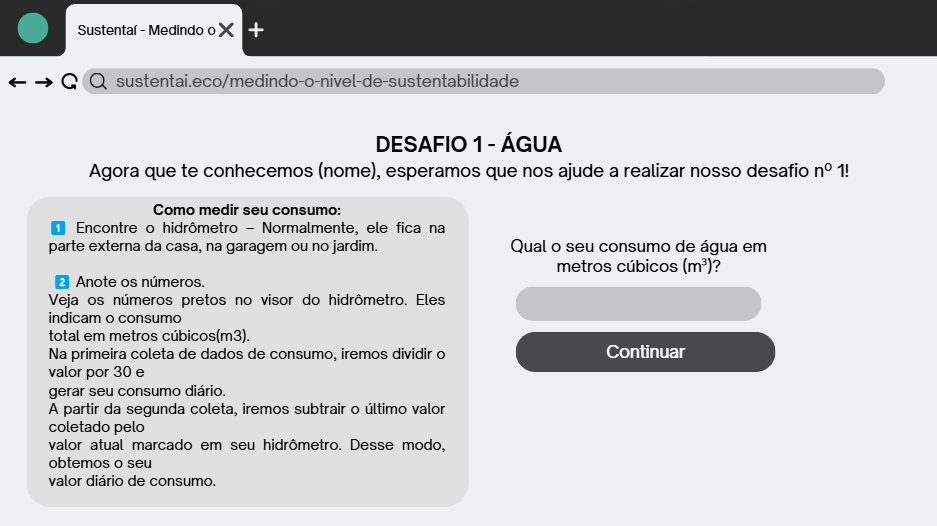 Sustentaí - Medindo o
sustentai.eco/medindo-o-nivel-de-sustentabilidade
DESAFIO 1 - ÁGUA
Agora que te conhecemos (nome), esperamos que nos ajude a realizar nosso desafio nº 1!
Como medir seu consumo:
1 Encontre o hidrômetro – Normalmente, ele fica na
parte externa da casa, na garagem ou no jardim.
2 Anote os números.
Veja os números pretos no visor do hidrômetro. Eles
indicam o consumo
total em metros cúbicos(m3).
Na primeira coleta de dados de consumo, iremos dividir o
valor por 30 e
gerar seu consumo diário.
A partir da segunda coleta, iremos subtrair o último valor
coletado pelo
valor atual marcado em seu hidrômetro. Desse modo,
obtemos o seu
valor diário de consumo.
Qual o seu consumo de água em
metros cúbicos (m³)?
Continuar